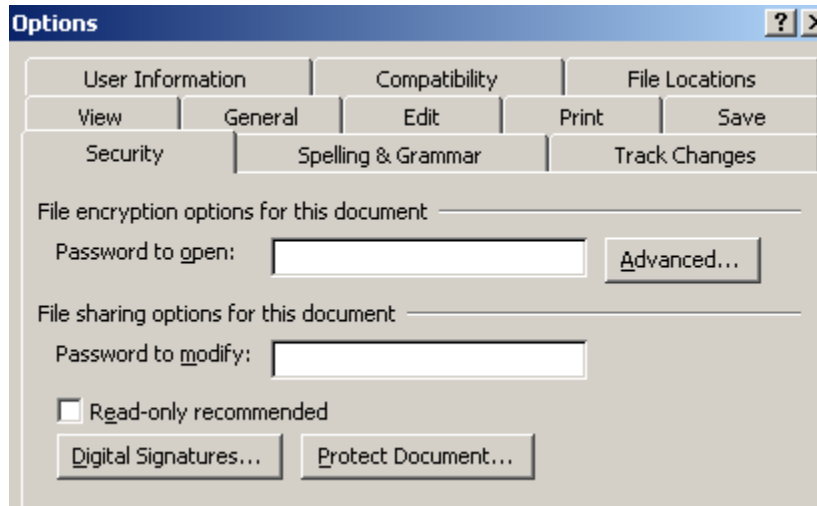 Options
User Information Compatibility File Locations
View General Edit Print Save
Security Spelling & Grammar Track Changes
File encryption options for this document
Password to open: Advanced...
File sharing options for this document
Password to modify:
Read-only recommended
Digital Signatures... Protect Document...